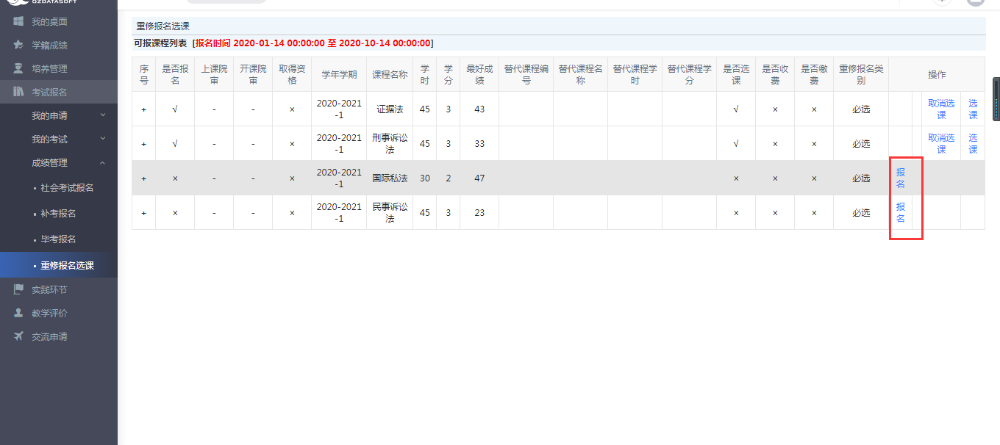 QZDATASOFT
我的桌面
学籍成绩
培养管理
考试报名
我的申请
我的考试
成绩管理
社会考试报名
补考报名
毕考报名
重修报名选课
实践环节
教学评价
交流申请
重修报名选课
可报课程列表 [报名时间 2020-01-14 00:00:00 至 2020-10-14 00:00:00]
序号 是否报名 上课院审 开课院审 取得资格 学年学期 课程名称 学时 学分 最好成绩 替代课程编号 替代课程名称 替代课程学时 替代课程学分 是否选课 是否收费 是否缴费 重修报名类别 操作
+ √ - - × 2020-2021-1 证据法 45 3 43 √ × × 必选 取消选课 选课
+ √ - - × 2020-2021-1 刑事诉讼法 45 3 33 √ × × 必选 取消选课 选课
+ × - - × 2020-2021-1 国际私法 30 2 47 × × × 必选 报名
+ × - - × 2020-2021-1 民事诉讼法 45 3 23 × × × 必选 报名